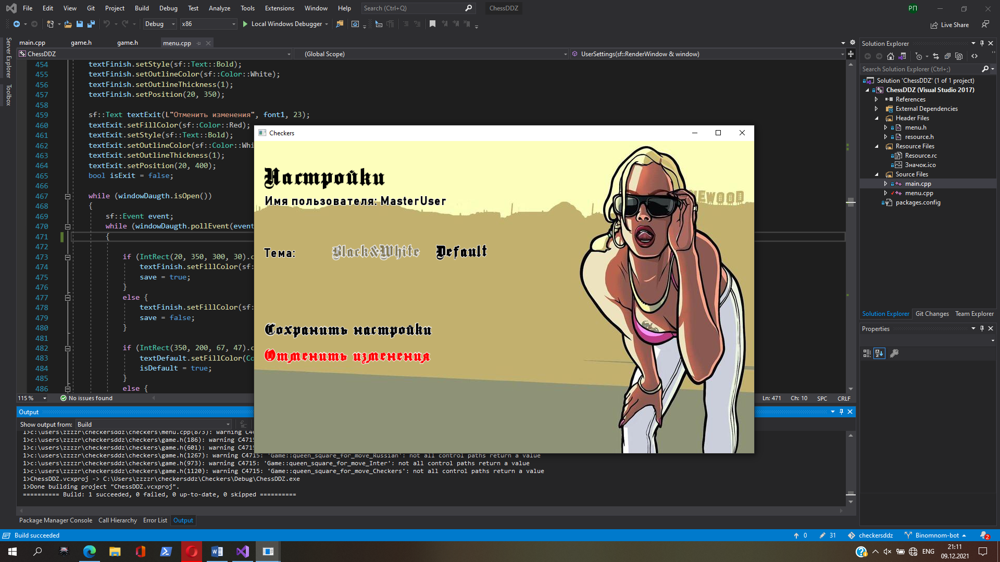 File Edit View Git Project Build Debug Test Analyze Tools Extensions Window Help Search (Ctrl+Q) ChessDDZ РП
Debug x86 Local Windows Debugger Live Share
Server Explorer
Toolbox
main.cpp game.h game.h menu.cpp
ChessDDZ (Global Scope) UserSettings(sf::RenderWindow & window)
454 textFinish.setStyle(sf::Text::Bold);
455 textFinish.setOutlineColor(sf::Color::White);
456 textFinish.setOutlineThickness(1);
457 textFinish.setPosition(20, 350);
458
459 sf::Text textExit(L"Отменить изменения", font1, 23);
460 textExit.setFillColor(sf::Color::Red);
461 textExit.setStyle(sf::Text::Bold);
462 textExit.setOutlineColor(sf::Color::Whi
463 textExit.setOutlineThickness(1);
464 textExit.setPosition(20, 400);
465 bool isExit = false;
466
467 while (windowDaugth.isOpen())
468 {
469 sf::Event event;
470 while (windowDaugth.pollEvent(event
471 {
472
473 if (IntRect(20, 350, 300, 30).c
474 textFinish.setFillColor(sf:
475 save = true;
476 }
477 else {
478 textFinish.setFillColor(sf:
479 save = false;
480 }
481
482 if (IntRect(350, 200, 67, 47).c
483 textDefault.setFillColor(Co
484 isDefault = true;
485 }
486 else {
115 % No issues found Ln: 471 Ch: 10 SPC CRLF
Checkers
Настройки
Имя пользователя: MasterUser
Тема: Black&White Default
Сохранить настройки
Отменить изменения
NEWOOD
Output
Show output from: Build
1>c:\users\zzzzr\checkersddz\checkers\menu.cpp(873): warning C4
1>c:\users\zzzzr\checkersddz\checkers\game.h(186): warning C4715
1>c:\users\zzzzr\checkersddz\checkers\game.h(601): warning C4715
1>c:\users\zzzzr\checkersddz\checkers\game.h(1267): warning C4715: 'Game::queen_square_for_move_Russian': not all control paths return a value
1>c:\users\zzzzr\checkersddz\checkers\game.h(973): warning C4715: 'Game::queen_square_for_move_Inter': not all control paths return a value
1>c:\users\zzzzr\checkersddz\checkers\game.h(1120): warning C4715: 'Game::queen_square_for_move_Checkers': not all control paths return a value
1>ChessDDZ.vcxproj -> C:\Users\zzzzr\checkersddz\Checkers\Debug\ChessDDZ.exe
1>Done building project "ChessDDZ.vcxproj".
========== Build: 1 succeeded, 0 failed, 0 up-to-date, 0 skipped ==========
Package Manager Console Call Hierarchy Error List Output
Solution Explorer
Search Solution Explorer (Ctrl+;)
Solution 'ChessDDZ' (1 of 1 project)
ChessDDZ (Visual Studio 2017)
References
External Dependencies
Header Files
menu.h
resource.h
Resource Files
Resource.rc
Значок.ico
Source Files
main.cpp
menu.cpp
packages.config
Solution Explorer Git Changes Team Explorer
Properties
Build succeeded 0 31 checkersddz Binomnom-bot 2
ENG 21:11
09.12.2021